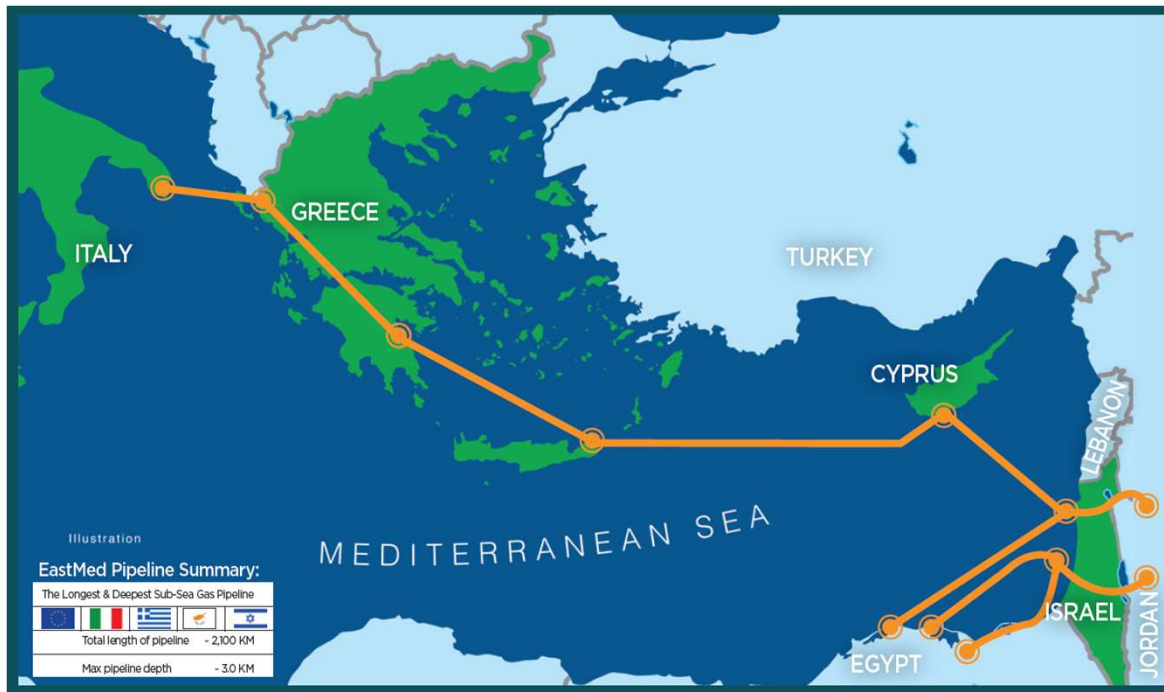 ITALY
GREECE
TURKEY
CYPRUS
LEBANON
MEDITERRANEAN SEA
ISRAEL
JORDAN
EGYPT
Illustration
EastMed Pipeline Summary:
The Longest & Deepest Sub-Sea Gas Pipeline
Total length of pipeline - 2,100 KM
Max pipeline depth - 3.0 KM